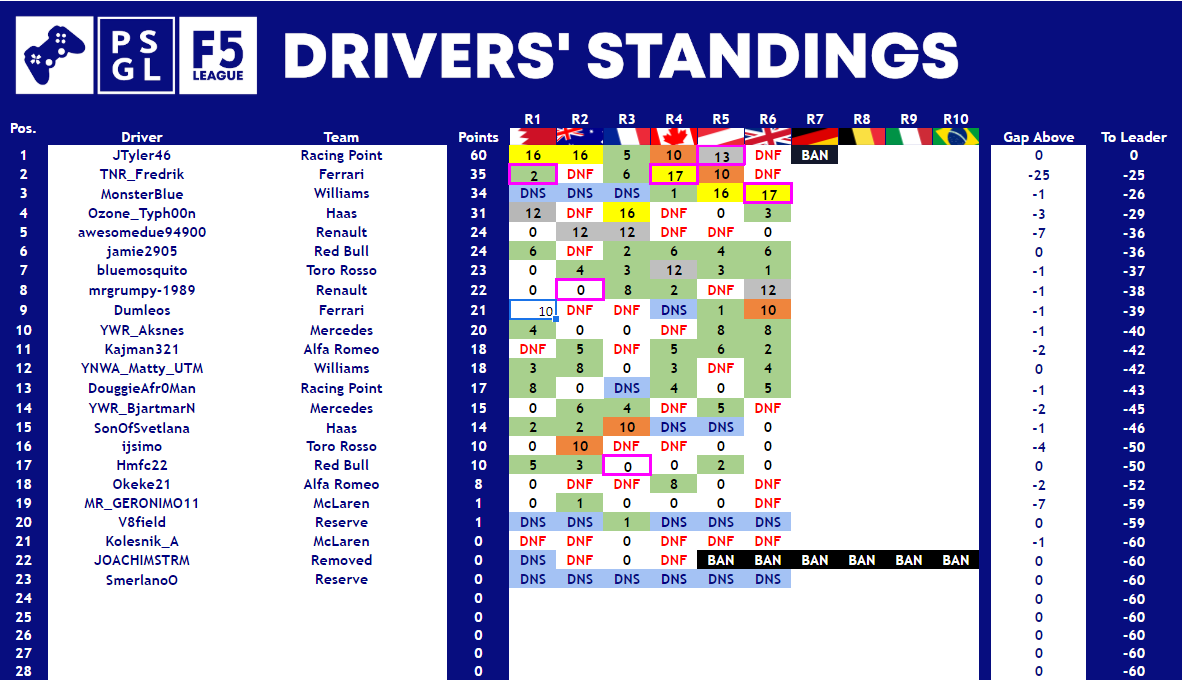 PS GL F5 LEAGUE DRIVERS' STANDINGS
Pos. Driver Team Points R1 R2 R3 R4 R5 R6 R7 R8 R9 R10 Gap Above To Leader
1 JTyler46 Racing Point 60 16 16 5 10 13 DNF BAN 0 0
2 TNR_Fredrik Ferrari 35 2 DNF 6 17 10 DNF -25 -25
3 MonsterBlue Williams 34 DNS DNS DNS 1 16 17 -1 -26
4 Ozone_Typh00n Haas 31 12 DNF 16 DNF 0 3 -3 -29
5 awesomedue94900 Renault 24 0 12 12 DNF DNF 0 -7 -36
6 jamie2905 Red Bull 24 6 DNF 2 6 4 6 0 -36
7 bluemosquito Toro Rosso 23 0 4 3 12 3 1 -1 -37
8 mrgrumpy-1989 Renault 22 0 0 8 2 DNF 12 -1 -38
9 Dumleos Ferrari 21 10 DNF DNF DNS 1 10 -1 -39
10 YWR_Aksnes Mercedes 20 4 0 0 DNF 8 8 -1 -40
11 Kajman321 Alfa Romeo 18 DNF 5 DNF 5 6 2 -2 -42
12 YNWA_Matty_UTM Williams 18 3 8 0 3 DNF 4 0 -42
13 DouggieAfr0Man Racing Point 17 8 0 DNS 4 0 5 -1 -43
14 YWR_BjartmarN Mercedes 15 0 6 4 DNF 5 DNF -2 -45
15 SonOfSvetlana Haas 14 2 2 10 DNS DNS 0 -1 -46
16 ijsimo Toro Rosso 10 0 10 DNF DNF 0 0 -4 -50
17 Hmfc22 Red Bull 10 5 3 0 0 2 0 0 -50
18 Okeke21 Alfa Romeo 8 0 DNF DNF 8 0 DNF -2 -52
19 MR_GERONIMO11 McLaren 1 0 1 0 0 0 DNF -7 -59
20 V8field Reserve 1 DNS DNS 1 DNS DNS DNS 0 -59
21 Kolesnik_A McLaren 0 DNF DNF 0 DNF DNF DNF -1 -60
22 JOACHIMSTRM Removed 0 DNS DNF 0 DNF BAN BAN BAN BAN BAN BAN 0 -60
23 SmerlanoO Reserve 0 DNS DNS DNS DNS DNS DNS 0 -60
24 0 0 -60
25 0 0 -60
26 0 0 -60
27 0 0 -60
28 0 0 -60